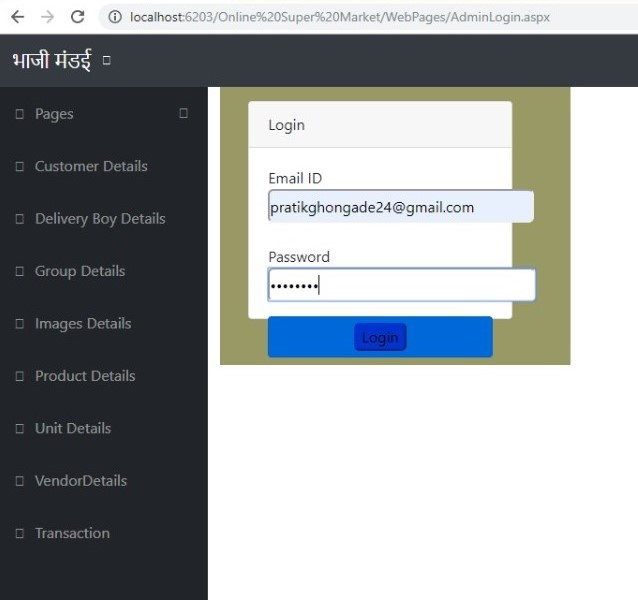 localhost:6203/Online%20Super%20Market/WebPages/AdminLogin.aspx
भाजी मंडई
Pages
Customer Details
Delivery Boy Details
Group Details
Images Details
Product Details
Unit Details
VendorDetails
Transaction
Login
Email ID
pratikghongade24@gmail.com
Password
••••••••
Login